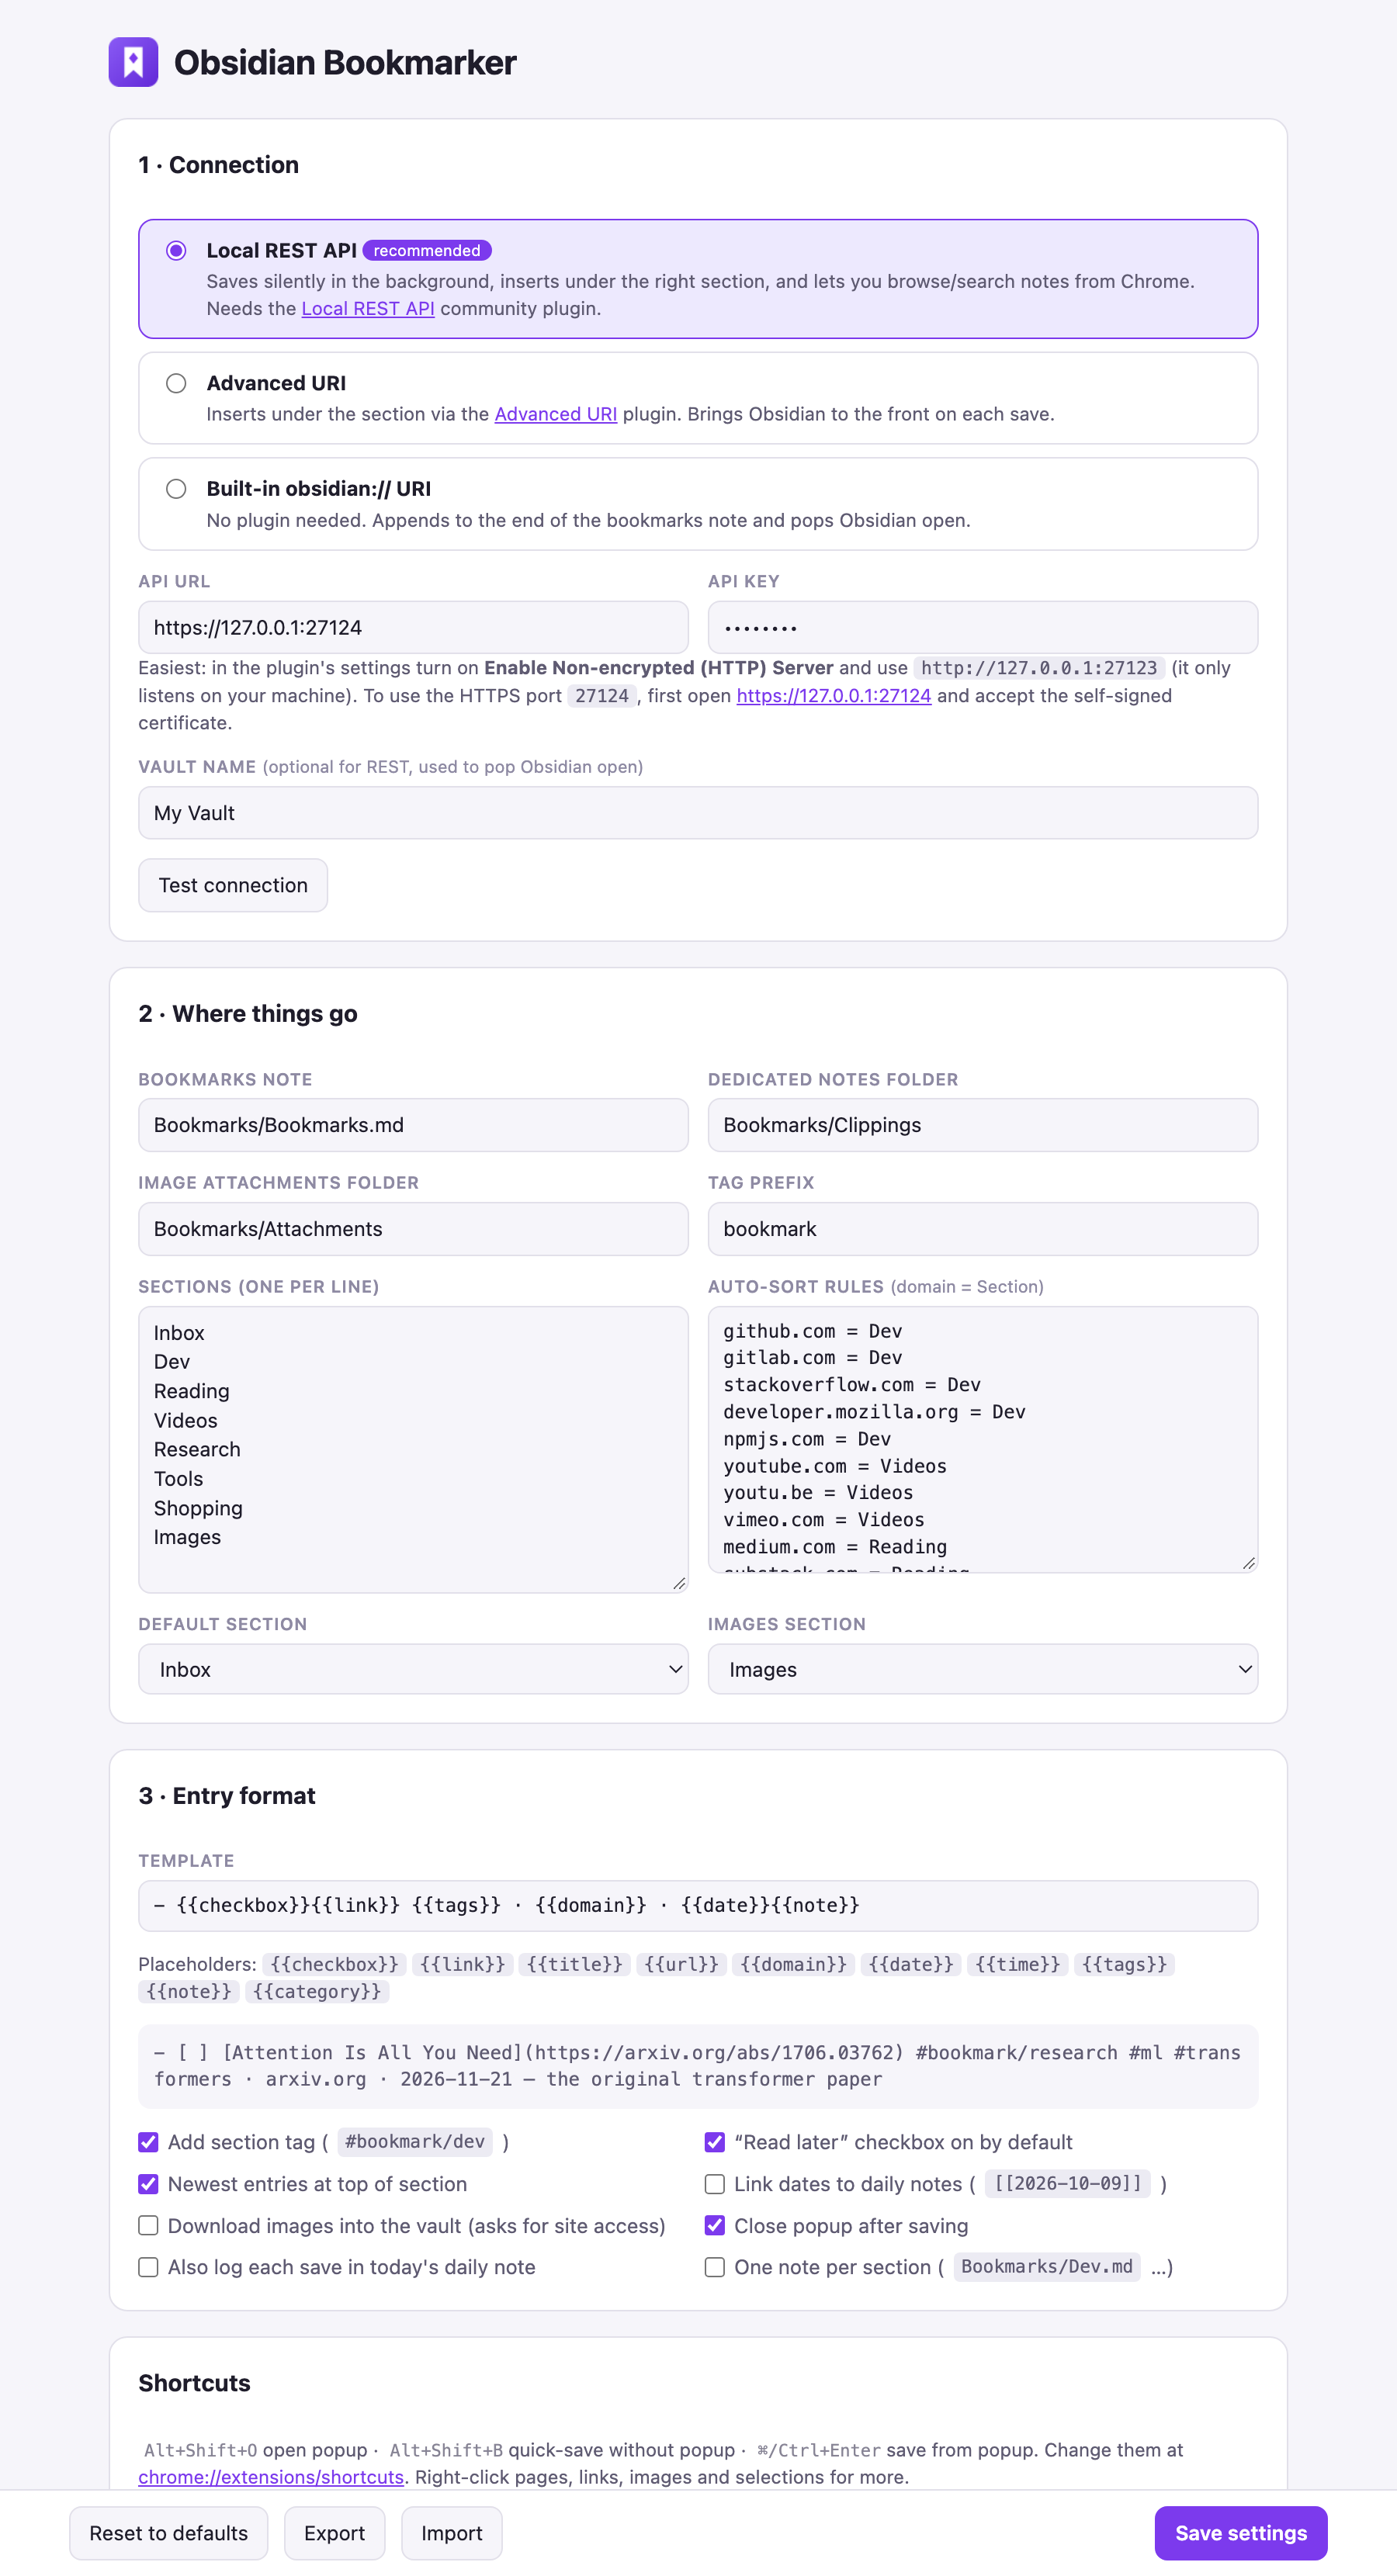 Obsidian Bookmarker
1 · Connection
Local REST API recommended
Saves silently in the background, inserts under the right section, and lets you browse/search notes from Chrome.
Needs the Local REST API community plugin.
Advanced URI
Inserts under the section via the Advanced URI plugin. Brings Obsidian to the front on each save.
Built-in obsidian:// URI
No plugin needed. Appends to the end of the bookmarks note and pops Obsidian open.
API URL
API KEY
https://127.0.0.1:27124
••••••••
Easiest: in the plugin's settings turn on Enable Non-encrypted (HTTP) Server and use http://127.0.0.1:27123 (it only
listens on your machine). To use the HTTPS port 27124, first open https://127.0.0.1:27124 and accept the self-signed
certificate.
VAULT NAME (optional for REST, used to pop Obsidian open)
My Vault
Test connection
2 · Where things go
BOOKMARKS NOTE
DEDICATED NOTES FOLDER
Bookmarks/Bookmarks.md
Bookmarks/Clippings
IMAGE ATTACHMENTS FOLDER
TAG PREFIX
Bookmarks/Attachments
bookmark
SECTIONS (ONE PER LINE)
Inbox
Dev
Reading
Videos
Research
Tools
Shopping
Images
AUTO-SORT RULES (domain = Section)
github.com = Dev
gitlab.com = Dev
stackoverflow.com = Dev
developer.mozilla.org = Dev
npmjs.com = Dev
youtube.com = Videos
youtu.be = Videos
vimeo.com = Videos
medium.com = Reading
substack.com = Reading
DEFAULT SECTION
IMAGES SECTION
Inbox
Images
3 · Entry format
TEMPLATE
- {{checkbox}}{{link}} {{tags}} · {{domain}} · {{date}}{{note}}
Placeholders: {{checkbox}} {{link}} {{title}} {{url}} {{domain}} {{date}} {{time}} {{tags}}
{{note}} {{category}}
- [ ] [Attention Is All You Need](https://arxiv.org/abs/1706.03762) #bookmark/research #ml #trans
formers · arxiv.org · 2026-11-21 — the original transformer paper
Add section tag ( #bookmark/dev )
“Read later” checkbox on by default
Newest entries at top of section
Link dates to daily notes ( [[2026-10-09]] )
Download images into the vault (asks for site access)
Close popup after saving
Also log each save in today's daily note
One note per section ( Bookmarks/Dev.md ...)
Shortcuts
Alt+Shift+O open popup · Alt+Shift+B quick-save without popup · ⌘/Ctrl+Enter save from popup. Change them at
chrome://extensions/shortcuts. Right-click pages, links, images and selections for more.
Reset to defaults
Export
Import
Save settings